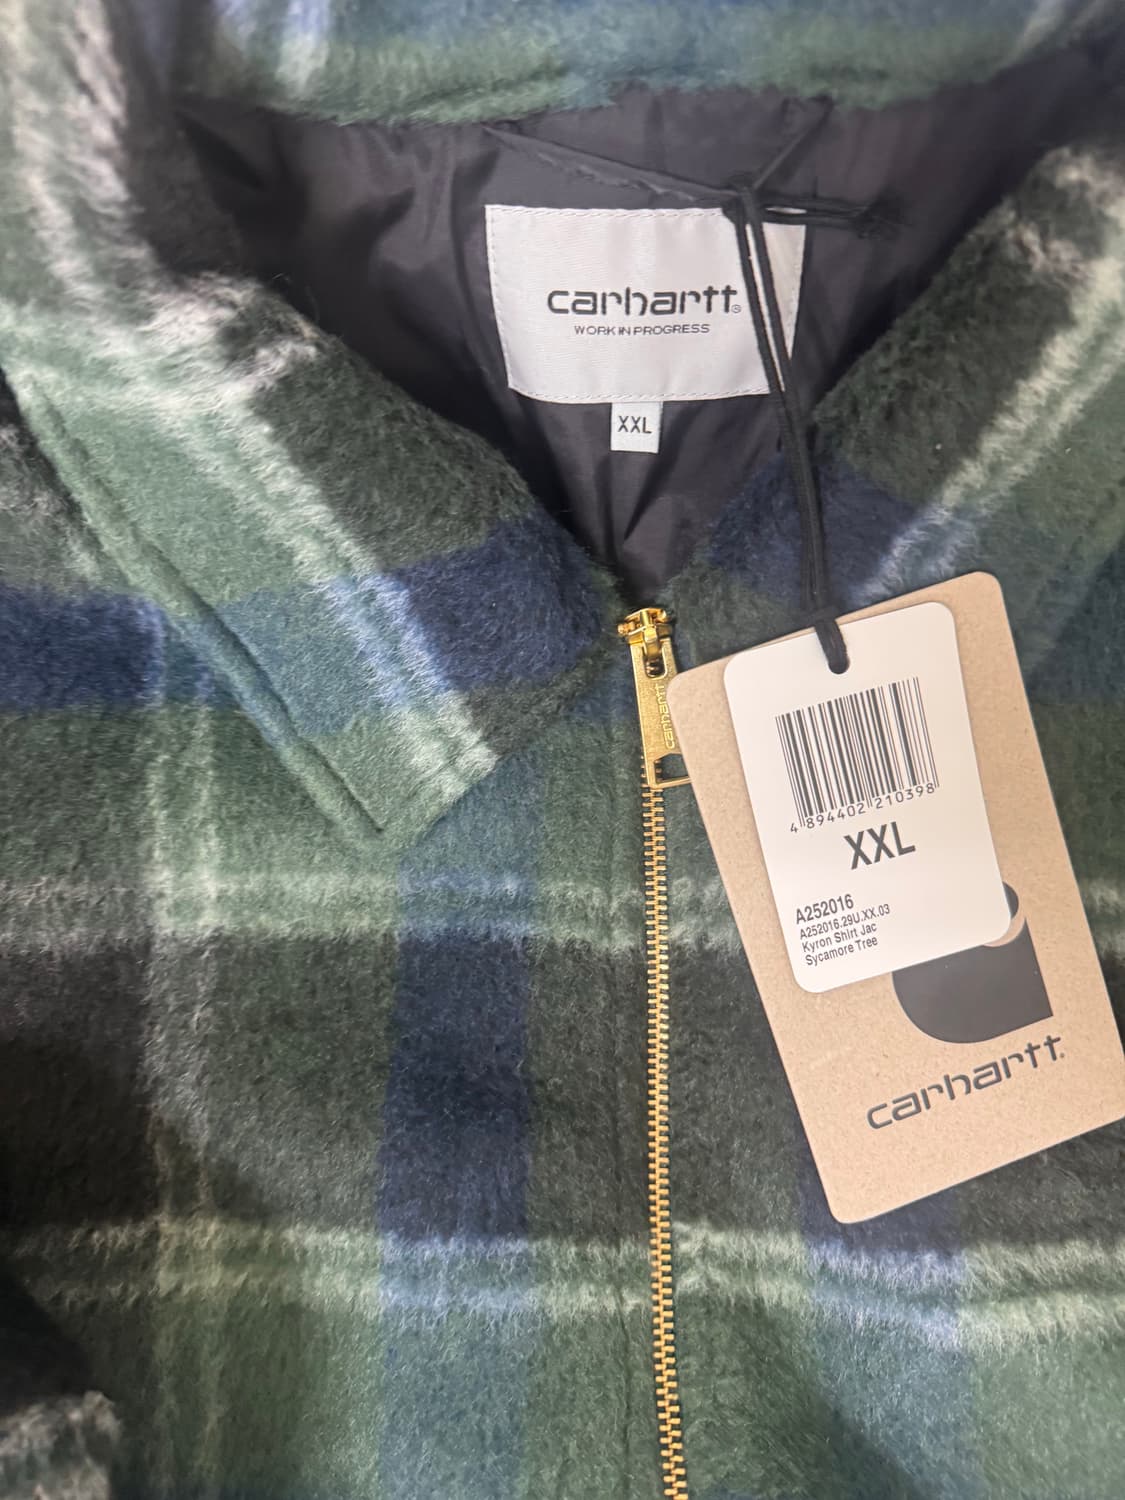 carhartt®
WORK IN PROGRESS
XXL
carhartt
4 894402 210398
XXL
A252016
A252016.29U.XX.03
Kyron Shirt Jac
Sycamore Tree
carhartt.